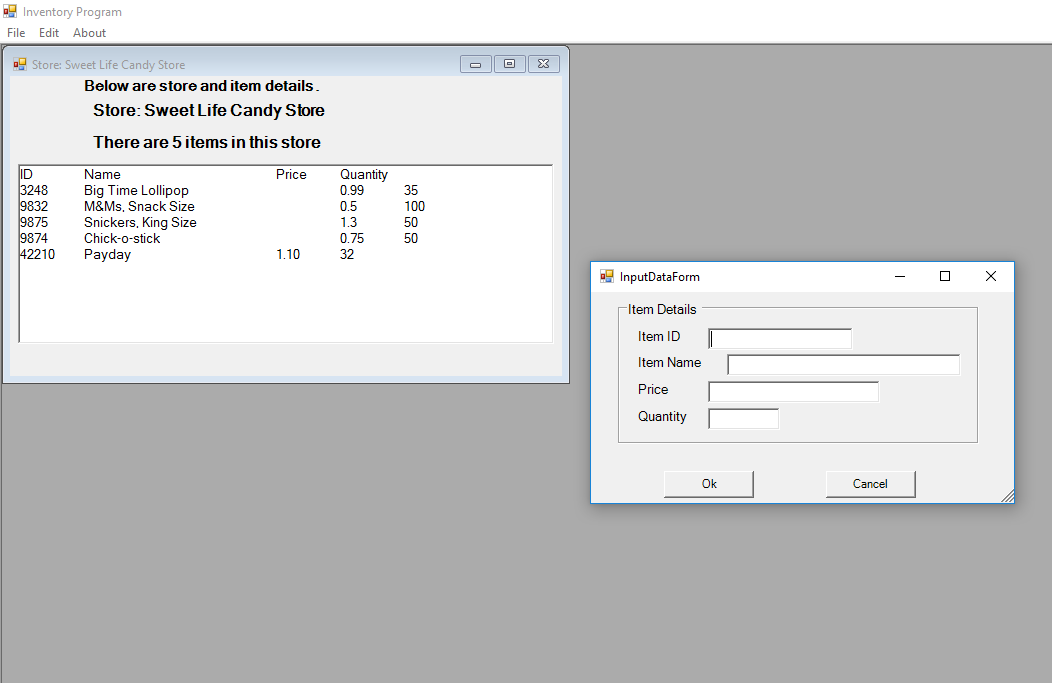 Inventory Program
File Edit About
Store: Sweet Life Candy Store
Below are store and item details.
Store: Sweet Life Candy Store
There are 5 items in this store
ID Name Price Quantity
3248 Big Time Lollipop 0.99 35
9832 M&Ms, Snack Size 0.5 100
9875 Snickers, King Size 1.3 50
9874 Chick-o-stick 0.75 50
42210 Payday 1.10 32
InputDataForm
Item Details
Item ID
Item Name
Price
Quantity
Ok Cancel